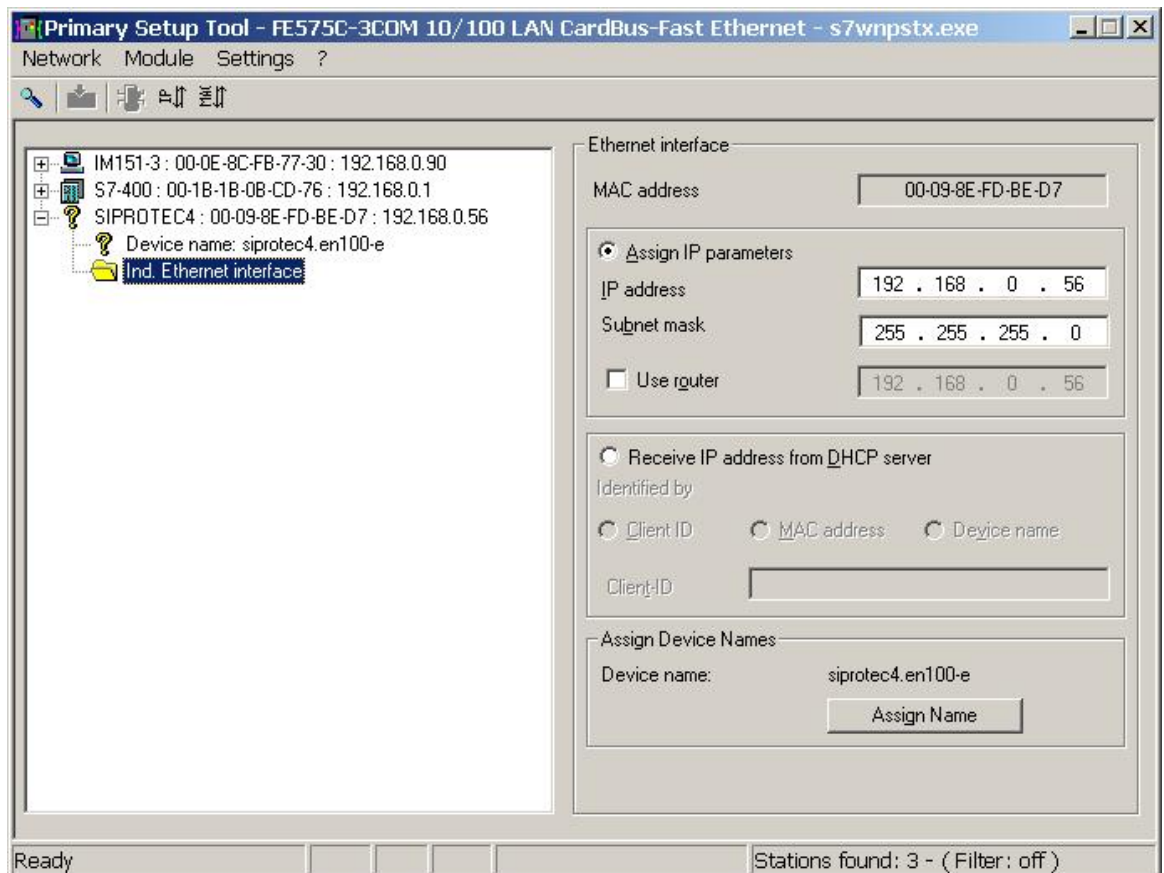 Primary Setup Tool - FE575C-3COM 10/100 LAN CardBus-Fast Ethernet - s7wnpstx.exe
Network Module Settings ?
IM151-3 : 00-0E-8C-FB-77-30 : 192.168.0.90
S7-400 : 00-1B-1B-0B-CD-76 : 192.168.0.1
SIPROTEC4 : 00-09-8E-FD-BE-D7 : 192.168.0.56
Device name: siprotec4.en100-e
Ind. Ethernet interface
Ethernet interface
MAC address 00-09-8E-FD-BE-D7
Assign IP parameters
IP address 192 . 168 . 0 . 56
Subnet mask 255 . 255 . 255 . 0
Use router 192 . 168 . 0 . 56
Receive IP address from DHCP server
Identified by
Client ID MAC address Device name
Client-ID
Assign Device Names
Device name: siprotec4.en100-e
Assign Name
Ready Stations found: 3 - ( Filter: off )